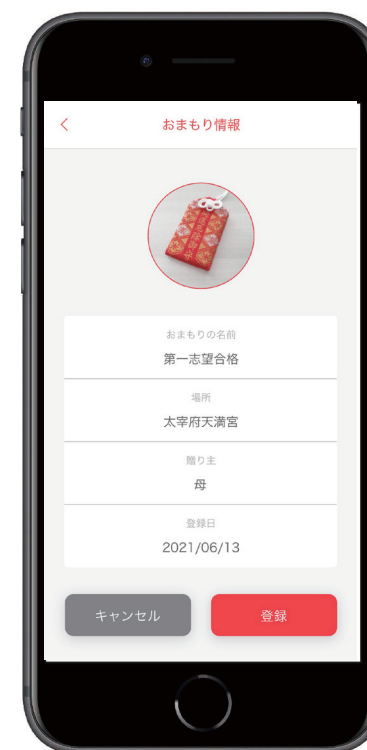 おまもり情報
おまもりの名前
第一志望合格
場所
太宰府天満宮
贈り主
母
登録日
2021/06/13
キャンセル
登録